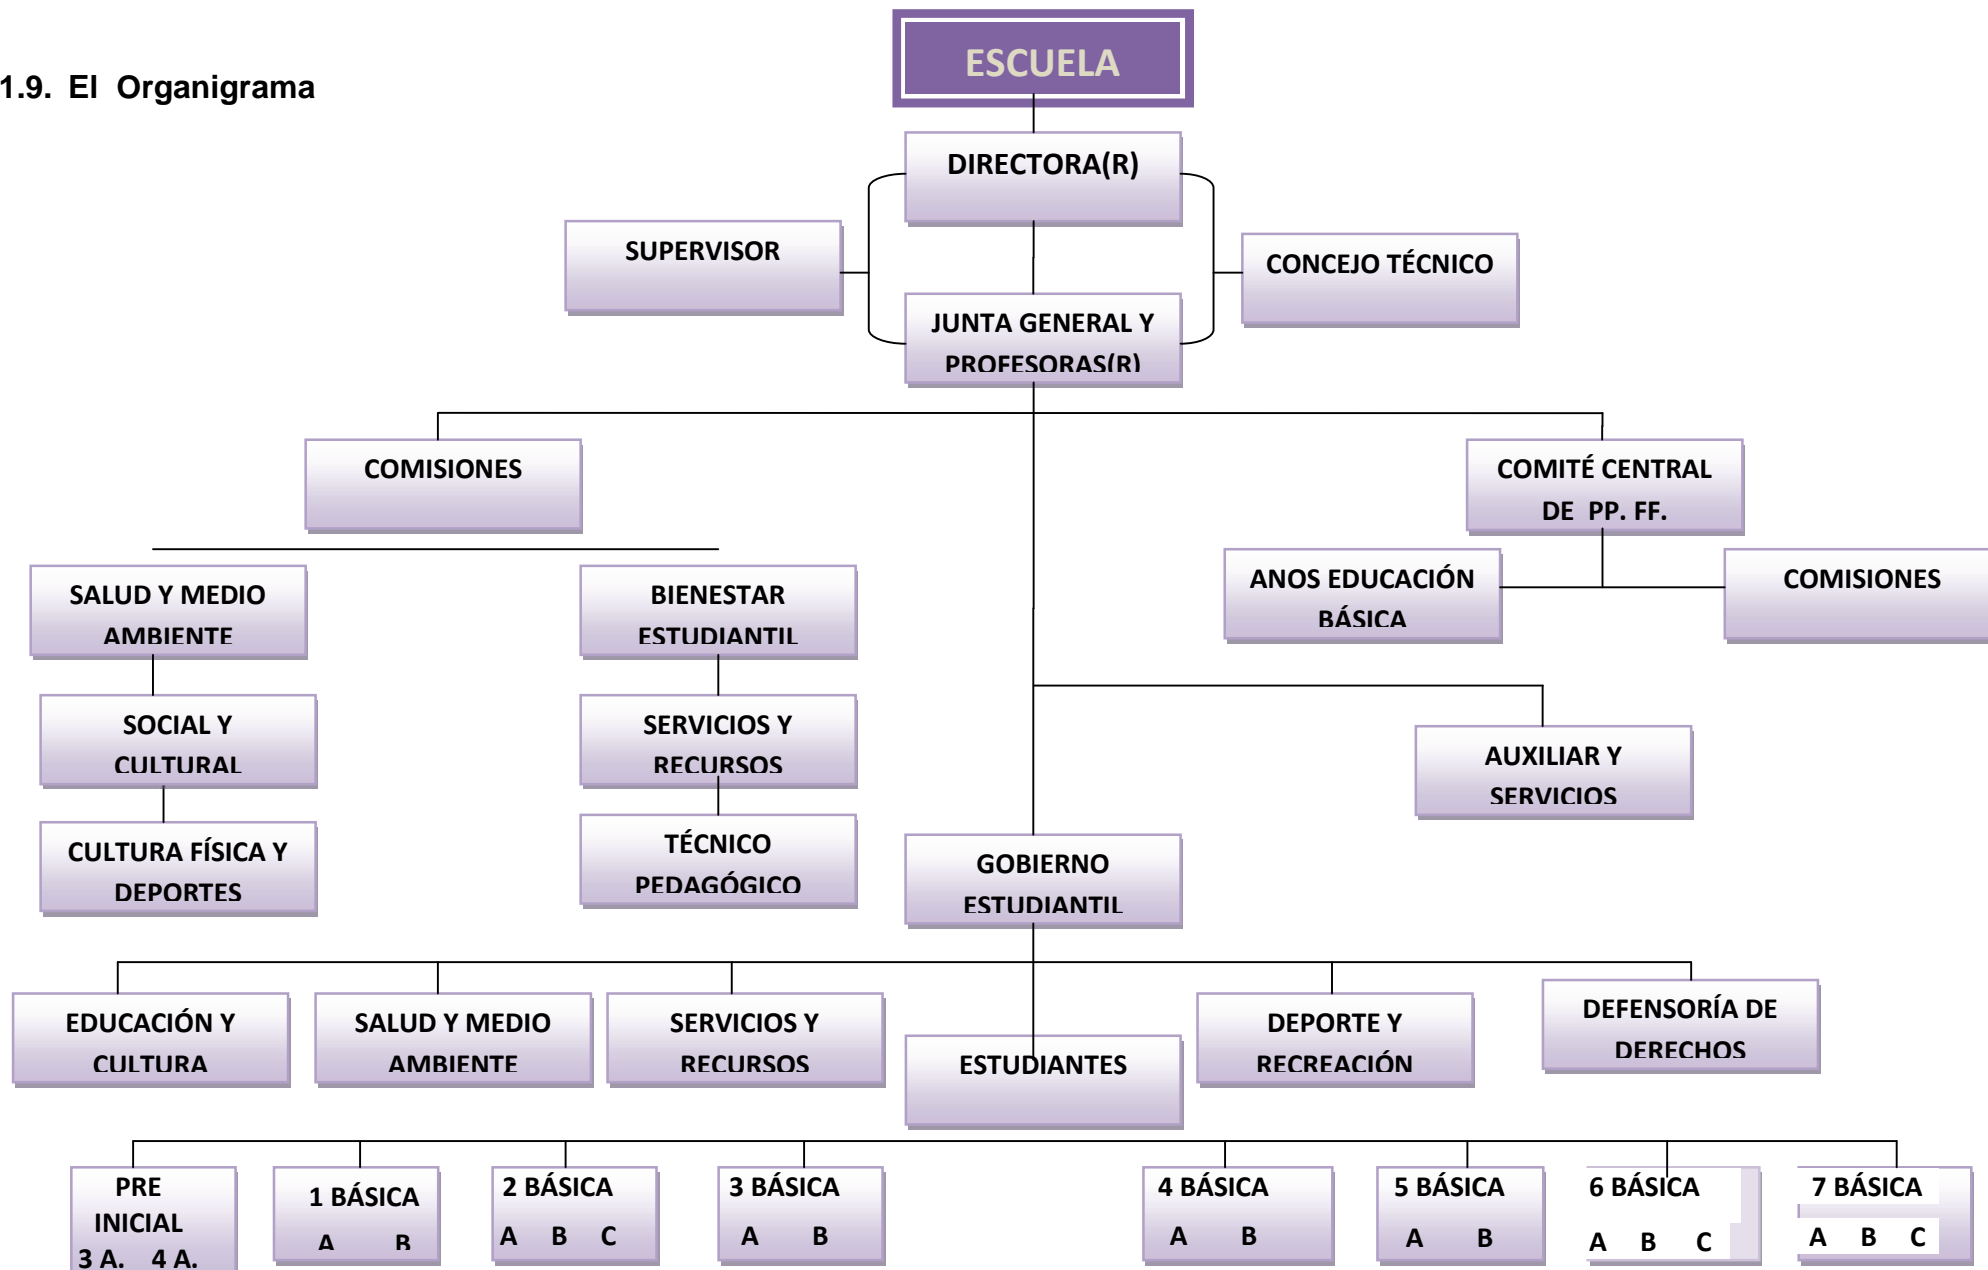 1.9. El Organigrama
ESCUELA
DIRECTORA(R)
SUPERVISOR
CONCEJO TÉCNICO
JUNTA GENERAL Y
PROFESORAS(R)
COMISIONES
COMITÉ CENTRAL
DE PP. FF.
ANOS EDUCACIÓN
BÁSICA
COMISIONES
SALUD Y MEDIO
AMBIENTE
BIENESTAR
ESTUDIANTIL
SOCIAL Y
CULTURAL
SERVICIOS Y
RECURSOS
AUXILIAR Y
SERVICIOS
CULTURA FÍSICA Y
DEPORTES
TÉCNICO
PEDAGÓGICO
GOBIERNO
ESTUDIANTIL
EDUCACIÓN Y
CULTURA
SALUD Y MEDIO
AMBIENTE
SERVICIOS Y
RECURSOS
ESTUDIANTES
DEPORTE Y
RECREACIÓN
DEFENSORÍA DE
DERECHOS
PRE
INICIAL
3 A. 4 A.
1 BÁSICA
A B
2 BÁSICA
A B C
3 BÁSICA
A B
4 BÁSICA
A B
5 BÁSICA
A B
6 BÁSICA
A B C
7 BÁSICA
A B C